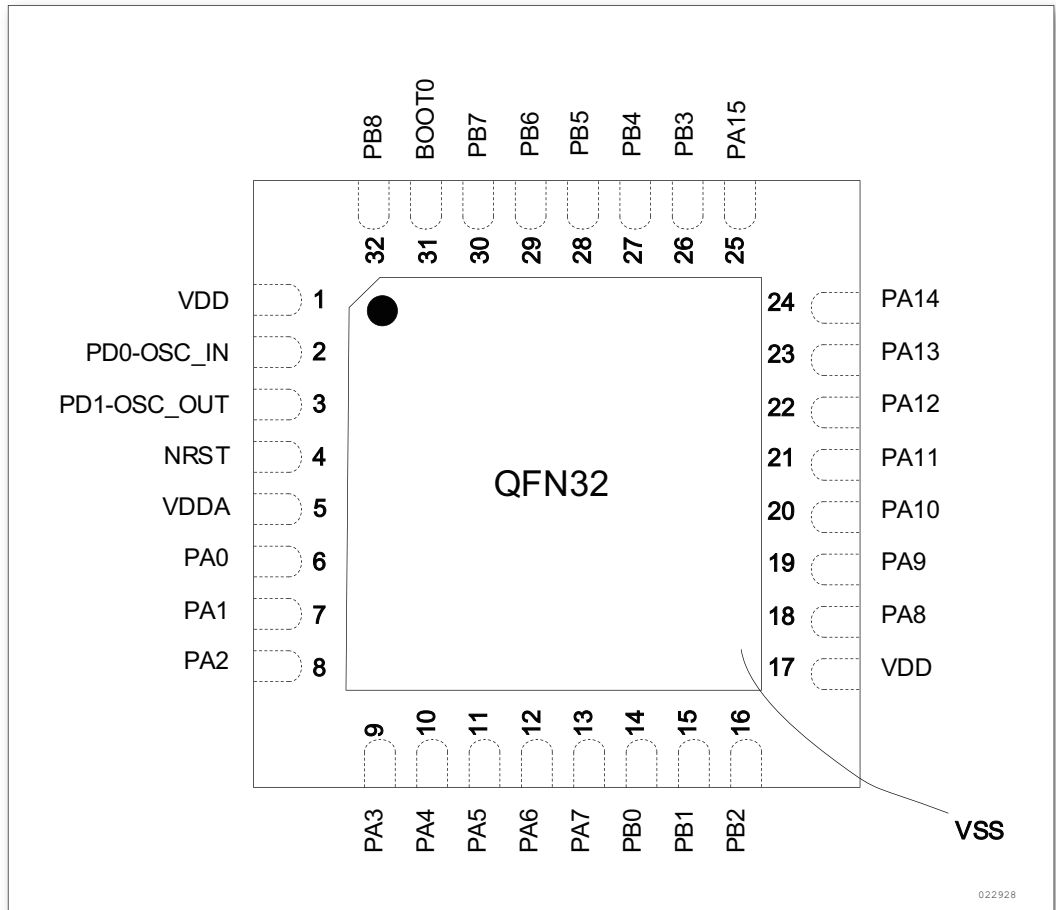 PB8 BOOT0 PB7 PB6 PB5 PB4 PB3 PA15
32 31 30 29 28 27 26 25
VDD 1 24 PA14
PD0-OSC_IN 2 23 PA13
PD1-OSC_OUT 3 22 PA12
NRST 4 21 PA11
QFN32
VDDA 5 20 PA10
PA0 6 19 PA9
PA1 7 18 PA8
PA2 8 17 VDD
9 10 11 12 13 14 15 16
PA3 PA4 PA5 PA6 PA7 PB0 PB1 PB2
VSS
022928